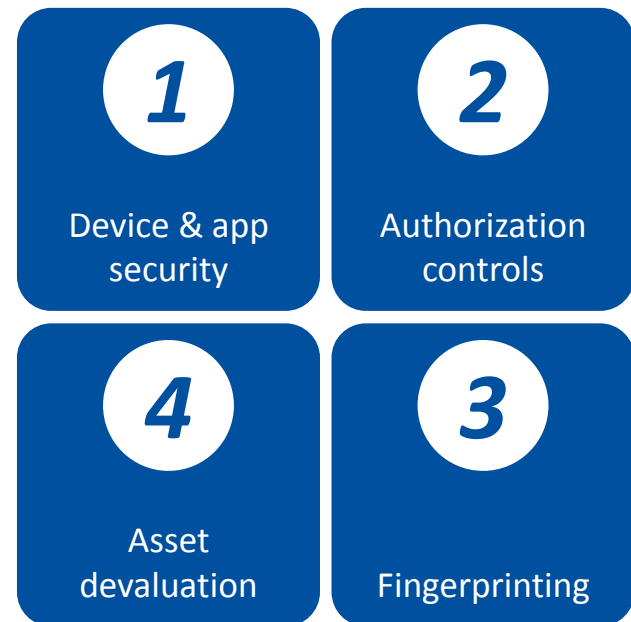 1
Device & app
security
2
Authorization
controls
4
Asset
devaluation
3
Fingerprinting